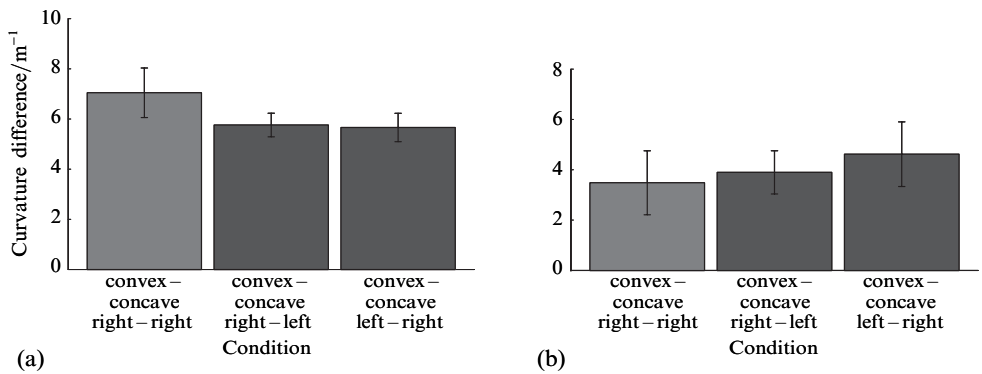 Curvature difference/m⁻¹
10
8
6
4
2
0
convex–
concave
right–right
convex–
concave
right–left
convex–
concave
left–right
Condition
(a)
8
6
4
2
0
convex–
concave
right–right
convex–
concave
right–left
convex–
concave
left–right
Condition
(b)